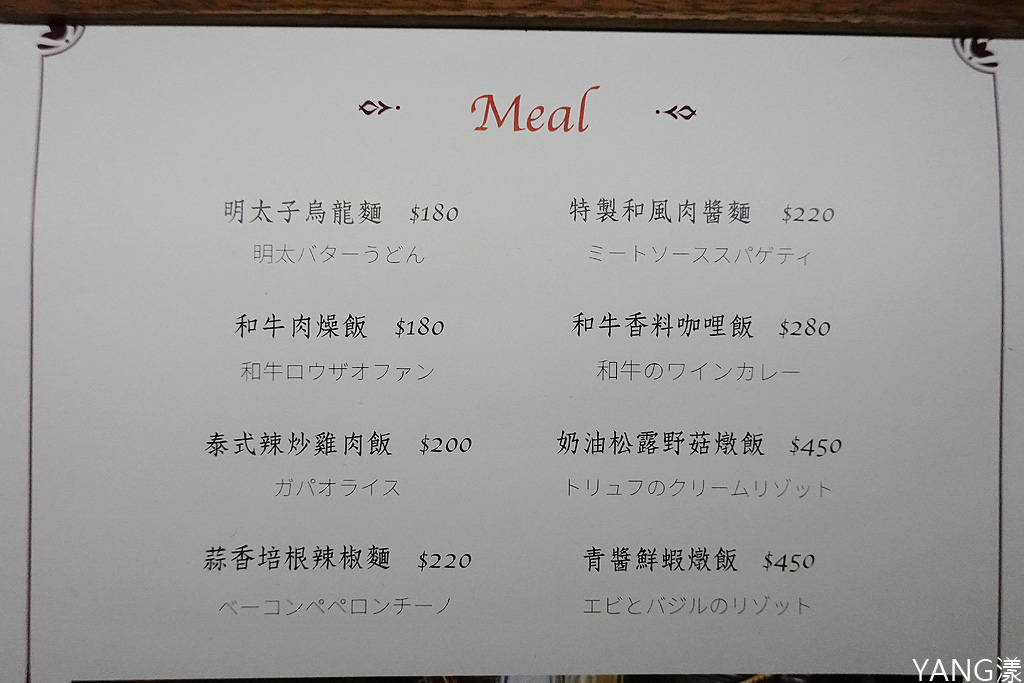 Meal
明太子烏龍麵 $180
明太バターうどん
特製和風肉醬麵 $220
ミートソーススパゲティ
和牛肉燥飯 $180
和牛ロウザオファン
和牛香料咖哩飯 $280
和牛のワインカレー
泰式辣炒雞肉飯 $200
ガパオライス
奶油松露野菇燉飯 $450
トリュフのクリームリゾット
蒜香培根辣椒麵 $220
ベーコンペペロンチーノ
青醬鮮蝦燉飯 $450
エビとバジルのリゾット
YANG漾